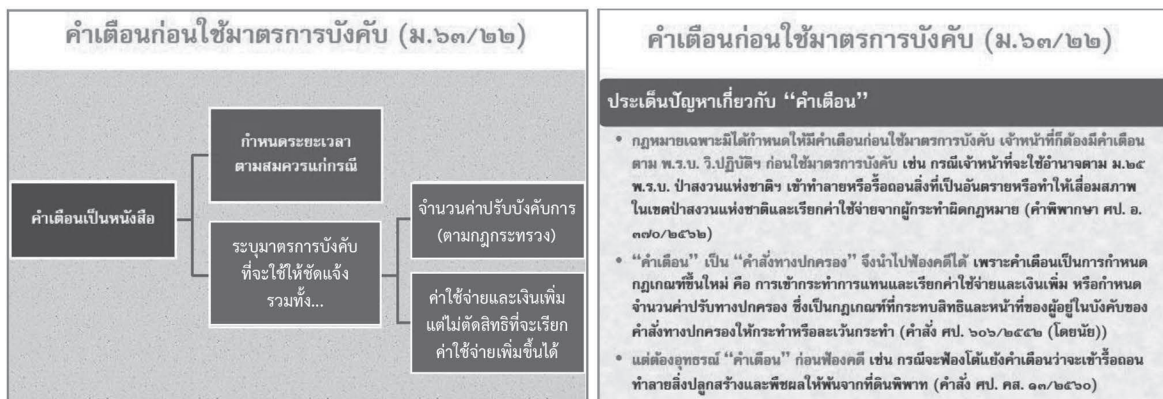 คำเตือนก่อนใช้มาตรการบังคับ (ม.๖๓/๒๒)
คำเตือนเป็นหนังสือ
กำหนดระยะเวลา
ตามสมควรแก่กรณี
ระบุมาตรการบังคับ
ที่จะใช้ให้ชัดแจ้ง
รวมทั้ง...
จำนวนค่าปรับบังคับการ
(ตามกฎกระทรวง)
ค่าใช้จ่ายและเงินเพิ่ม
แต่ไม่ตัดสิทธิที่จะเรียก
ค่าใช้จ่ายเพิ่มขึ้นได้
คำเตือนก่อนใช้มาตรการบังคับ (ม.๖๓/๒๒)
ประเด็นปัญหาเกี่ยวกับ “คำเตือน”
• กฎหมายเฉพาะมิได้กำหนดให้มีคำเตือนก่อนใช้มาตรการบังคับ เจ้าหน้าที่ก็ต้องมีคำเตือน
ตาม พ.ร.บ. วิ.ปฏิบัติฯ ก่อนใช้มาตรการบังคับ เช่น กรณีเจ้าหน้าที่จะใช้อำนาจตาม ม.๒๕
พ.ร.บ. ป่าสงวนแห่งชาติฯ เข้าทำลายหรือรื้อถอนสิ่งที่เป็นอันตรายหรือทำให้เสื่อมสภาพ
ในเขตป่าสงวนแห่งชาติและเรียกค่าใช้จ่ายจากผู้กระทำผิดกฎหมาย (คำพิพากษา ศป. อ.
๓๗๐/๒๕๖๒)
• “คำเตือน” เป็น “คำสั่งทางปกครอง” จึงนำไปฟ้องคดีได้ เพราะคำเตือนเป็นการกำหนด
กฎเกณฑ์ขึ้นใหม่ คือ การเข้ากระทำการแทนและเรียกค่าใช้จ่ายและเงินเพิ่ม หรือกำหนด
จำนวนค่าปรับทางปกครอง ซึ่งเป็นกฎเกณฑ์ที่กระทบสิทธิและหน้าที่ของผู้อยู่ในบังคับของ
คำสั่งทางปกครองให้กระทำหรือละเว้นกระทำ (คำสั่ง ศป. ๖๐๖/๒๕๕๒ (โดยนัย))
• แต่ต้องอุทธรณ์ “คำเตือน” ก่อนฟ้องคดี เช่น กรณีจะฟ้องโต้แย้งคำเตือนว่าจะเข้ารื้อถอน
ทำลายสิ่งปลูกสร้างและพืชผลให้พ้นจากที่ดินพิพาท (คำสั่ง ศป. คส. ๑๓/๒๕๖๐)